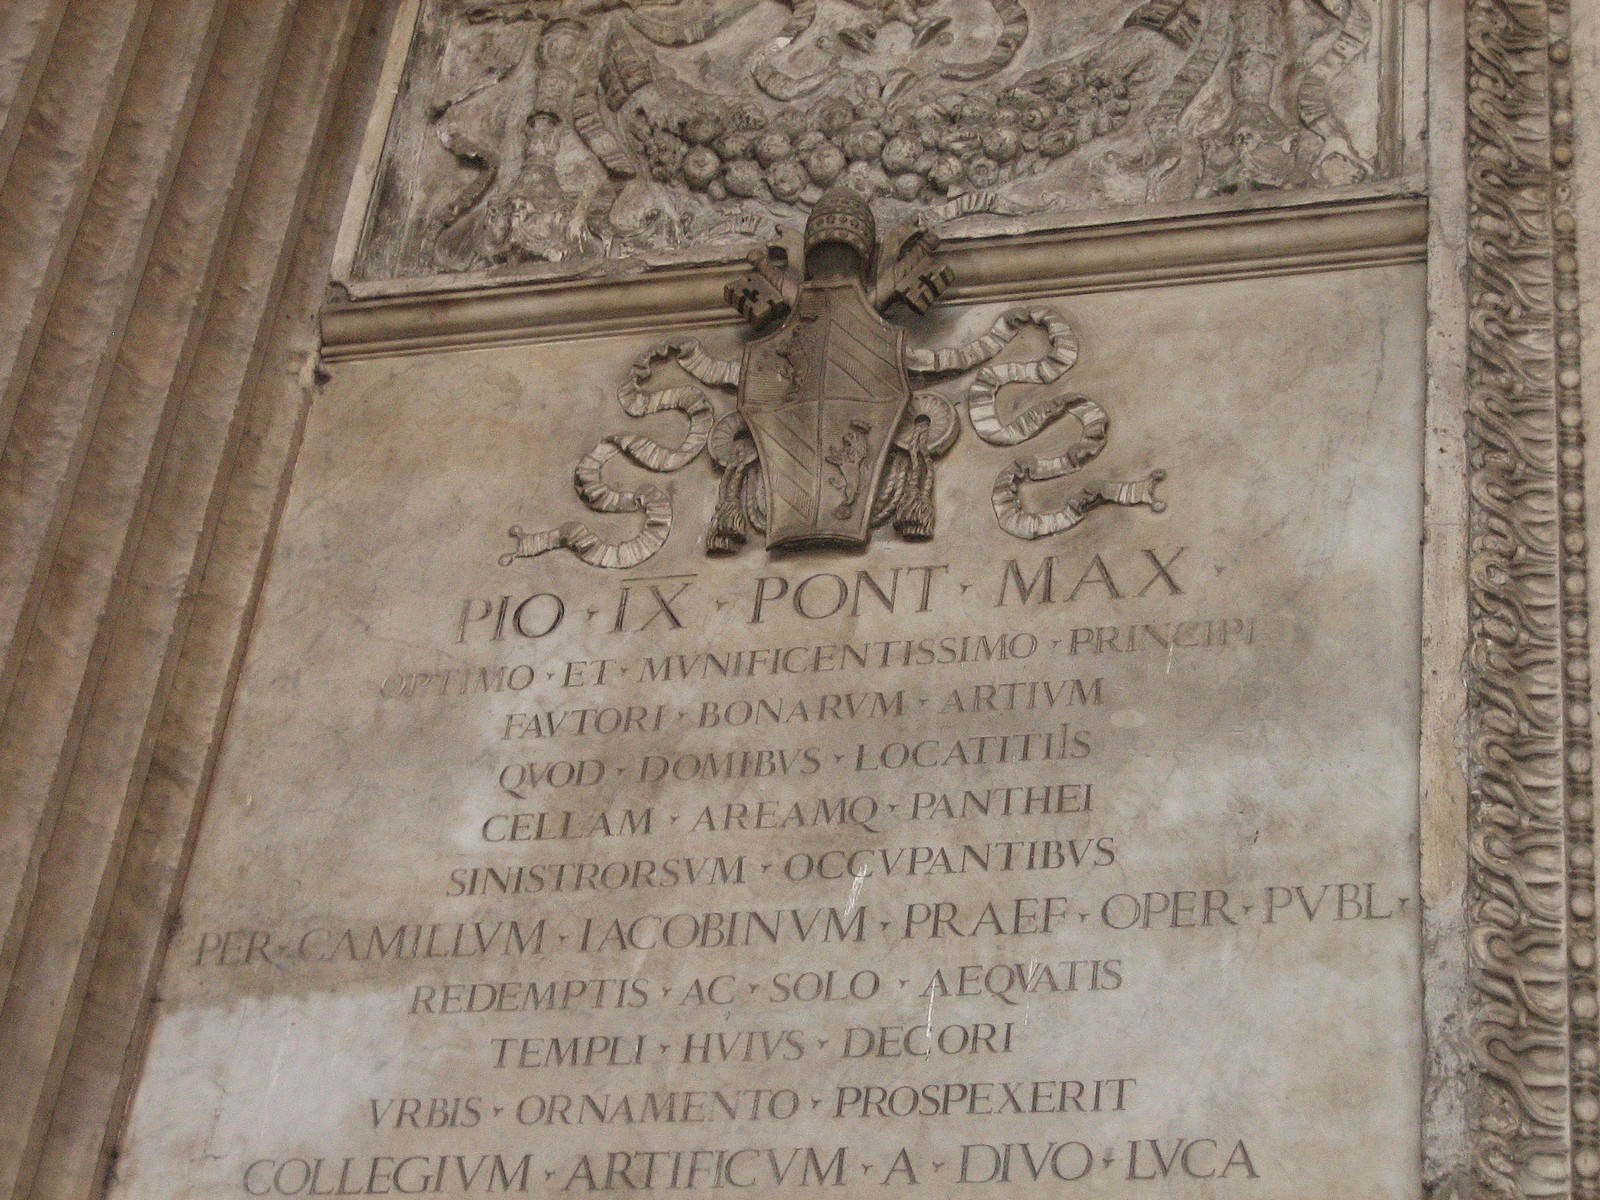 PIO · IX · PONT · MAX ·
OPTIMO · ET · MVNIFICENTISSIMO · PRINCIPI
FAVTORI · BONARVM · ARTIVM
QVOD · DOMIBVS · LOCATITIIS
CELLAM · AREAMQ · PANTHEI
SINISTRORSVM · OCCVPANTIBVS
PER · CAMILLVM · IACOBINVM · PRAEF · OPER · PVBL ·
REDEMPTIS · AC · SOLO · AEQVATIS
TEMPLI · HVIVS · DECORI
VRBIS · ORNAMENTO · PROSPEXERIT
COLLEGIVM · ARTIFICVM · A · DIVO · LVCA